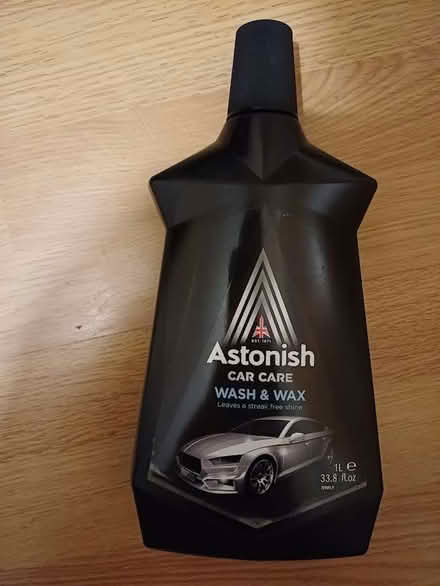 EST. 1971
Astonish
CAR CARE
WASH & WAX
Leaves a streak free shine
1L e
33.8 fl.oz